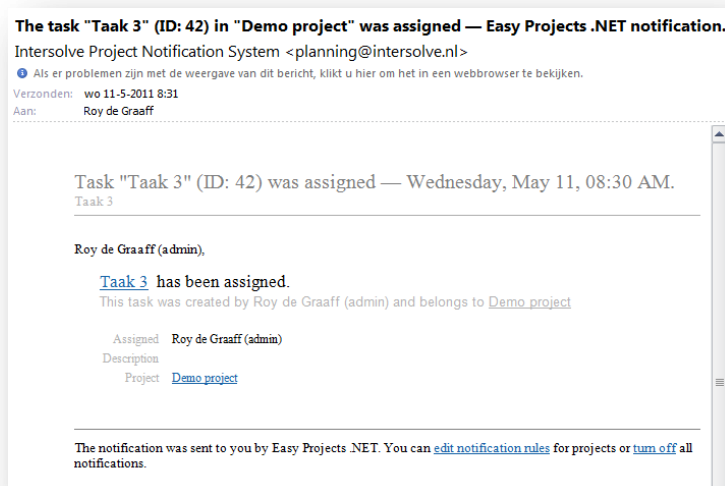 The task "Taak 3" (ID: 42) in "Demo project" was assigned — Easy Projects .NET notification.
Intersolve Project Notification System <planning@intersolve.nl>
Als er problemen zijn met de weergave van dit bericht, klikt u hier om het in een webbrowser te bekijken.
Verzonden: wo 11-5-2011 8:31
Aan: Roy de Graaff
Task "Taak 3" (ID: 42) was assigned — Wednesday, May 11, 08:30 AM.
Taak 3
Roy de Graaff (admin),
Taak 3 has been assigned.
This task was created by Roy de Graaff (admin) and belongs to Demo project
Assigned Roy de Graaff (admin)
Description
Project Demo project
The notification was sent to you by Easy Projects .NET. You can edit notification rules for projects or turn off all
notifications.